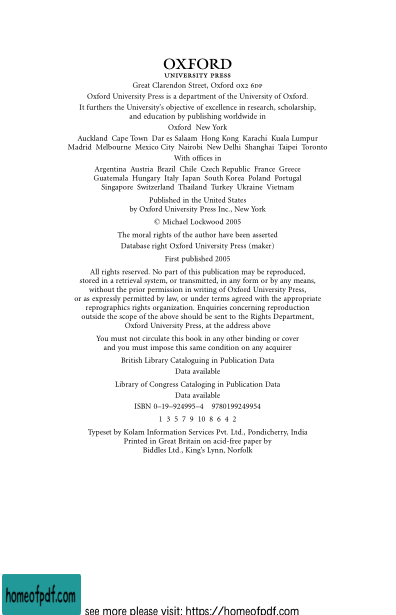 OXFORD
UNIVERSITY PRESS
Great Clarendon Street, Oxford OX2 6DP
Oxford University Press is a department of the University of Oxford.
It furthers the University's objective of excellence in research, scholarship,
and education by publishing worldwide in
Oxford New York
Auckland Cape Town Dar es Salaam Hong Kong Karachi Kuala Lumpur
Madrid Melbourne Mexico City Nairobi New Delhi Shanghai Taipei Toronto
With offices in
Argentina Austria Brazil Chile Czech Republic France Greece
Guatemala Hungary Italy Japan South Korea Poland Portugal
Singapore Switzerland Thailand Turkey Ukraine Vietnam
Published in the United States
by Oxford University Press Inc., New York
© Michael Lockwood 2005
The moral rights of the author have been asserted
Database right Oxford University Press (maker)
First published 2005
All rights reserved. No part of this publication may be reproduced,
stored in a retrieval system, or transmitted, in any form or by any means,
without the prior permission in writing of Oxford University Press,
or as expressly permitted by law, or under terms agreed with the appropriate
reprographics rights organization. Enquiries concerning reproduction
outside the scope of the above should be sent to the Rights Department,
Oxford University Press, at the address above
You must not circulate this book in any other binding or cover
and you must impose this same condition on any acquirer
British Library Cataloguing in Publication Data
Data available
Library of Congress Cataloging in Publication Data
Data available
ISBN 0–19–924995–4 9780199249954
1 3 5 7 9 10 8 6 4 2
Typeset by Kolam Information Services Pvt. Ltd., Pondicherry, India
Printed in Great Britain on acid-free paper by
Biddles Ltd., King's Lynn, Norfolk
homeofpdf.com
see more please visit: https://homeofpdf.com